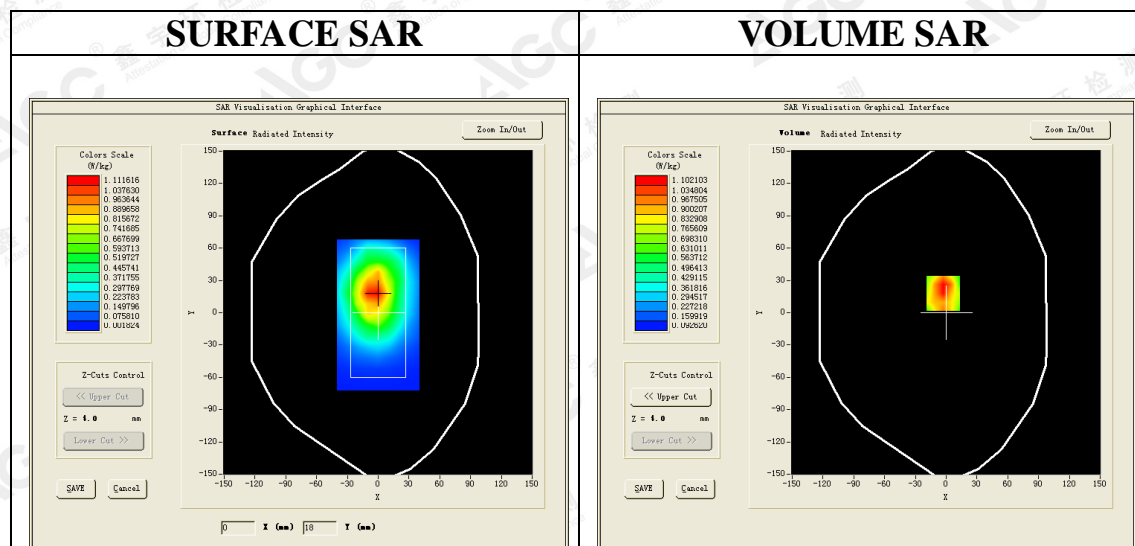 SURFACE SAR
VOLUME SAR
SAR Visualisation Graphical Interface
Surface Radiated Intensity
Zoom In/Out
Colors Scale
(W/kg)
1.111616
1.037630
0.963644
0.889658
0.815672
0.741685
0.667699
0.593713
0.519727
0.445741
0.371755
0.297769
0.223783
0.149796
0.075810
0.001824
150
120
90
60
30
0
-30
-60
-90
-120
-150
Y
-150 -120 -90 -60 -30 0 30 60 90 120 150
X
Z-Cuts Control
<< Upper Cut
Z = 4.0 mm
Lower Cut >>
SAVE
Cancel
0 X (mm) 18 Y (mm)
SAR Visualisation Graphical Interface
Volume Radiated Intensity
Zoom In/Out
Colors Scale
(W/kg)
1.102103
1.034804
0.967505
0.900207
0.832908
0.765609
0.698310
0.631011
0.563712
0.496413
0.429115
0.361816
0.294517
0.227218
0.159919
0.092620
150
120
90
60
30
0
-30
-60
-90
-120
-150
Y
-150 -120 -90 -60 -30 0 30 60 90 120 150
X
Z-Cuts Control
<< Upper Cut
Z = 4.0 mm
Lower Cut >>
SAVE
Cancel